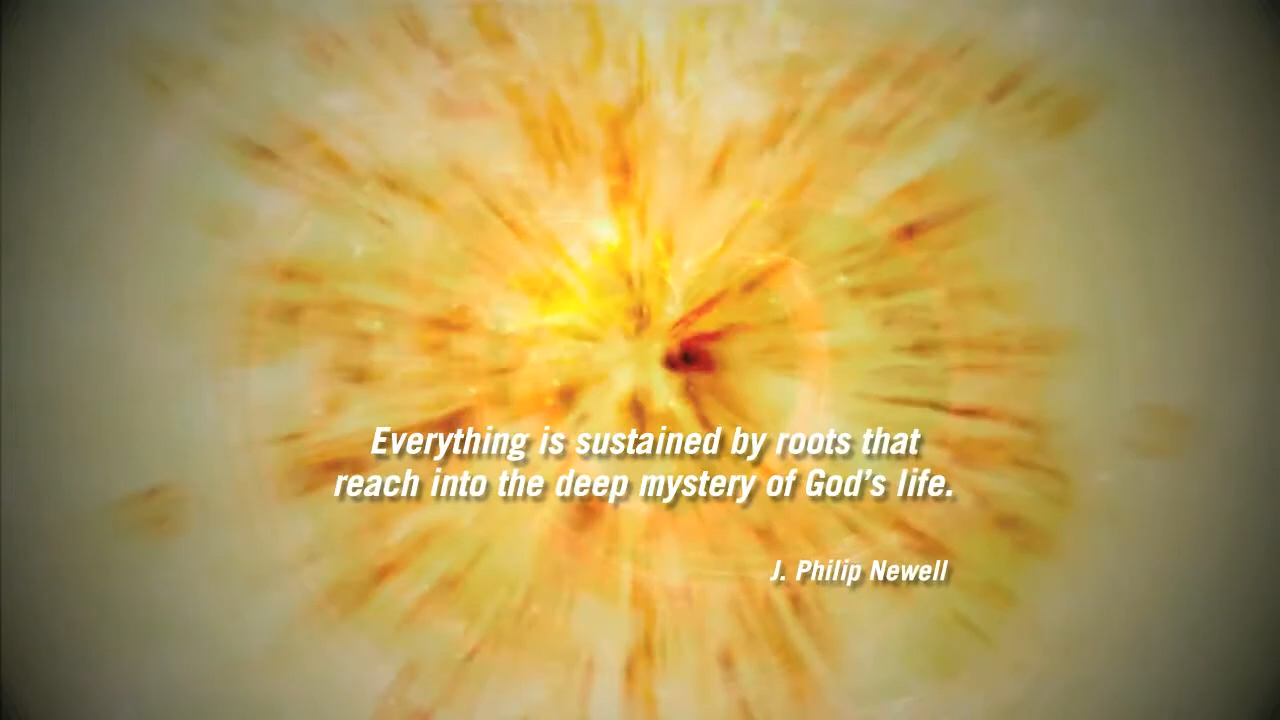 Everything is sustained by roots that
reach into the deep mystery of God's life.
J. Philip Newell